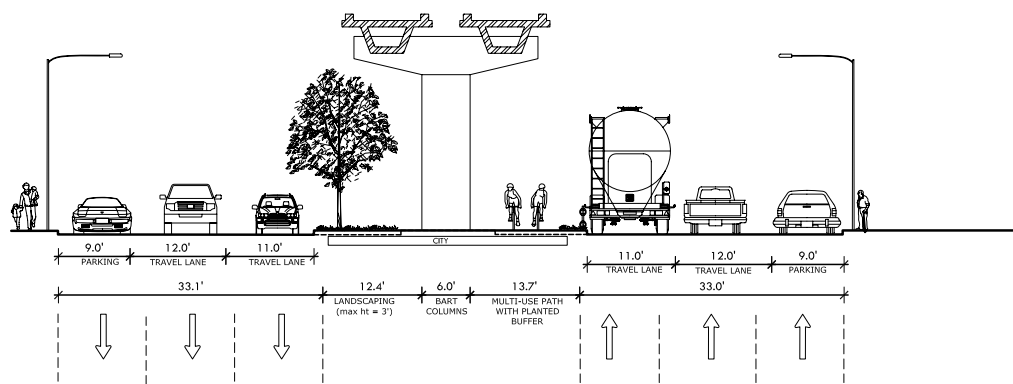 CITY
9.0'
12.0'
11.0'
PARKING
TRAVEL LANE
TRAVEL LANE
11.0'
12.0'
9.0'
TRAVEL LANE
TRAVEL LANE
PARKING
33.1'
12.4'
6.0'
13.7'
33.0'
LANDSCAPING
(max ht = 3')
BART
COLUMNS
MULTI-USE PATH
WITH PLANTED
BUFFER